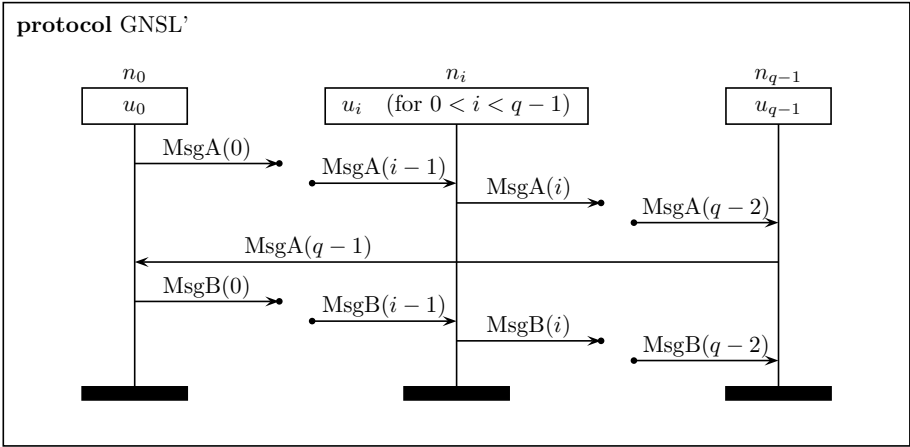 protocol GNSL'
n_0 n_i n_{q−1}
u_0 u_i (for 0 < i < q − 1) u_{q−1}
MsgA(0)
MsgA(i − 1)
MsgA(i)
MsgA(q − 2)
MsgA(q − 1)
MsgB(0)
MsgB(i − 1)
MsgB(i)
MsgB(q − 2)